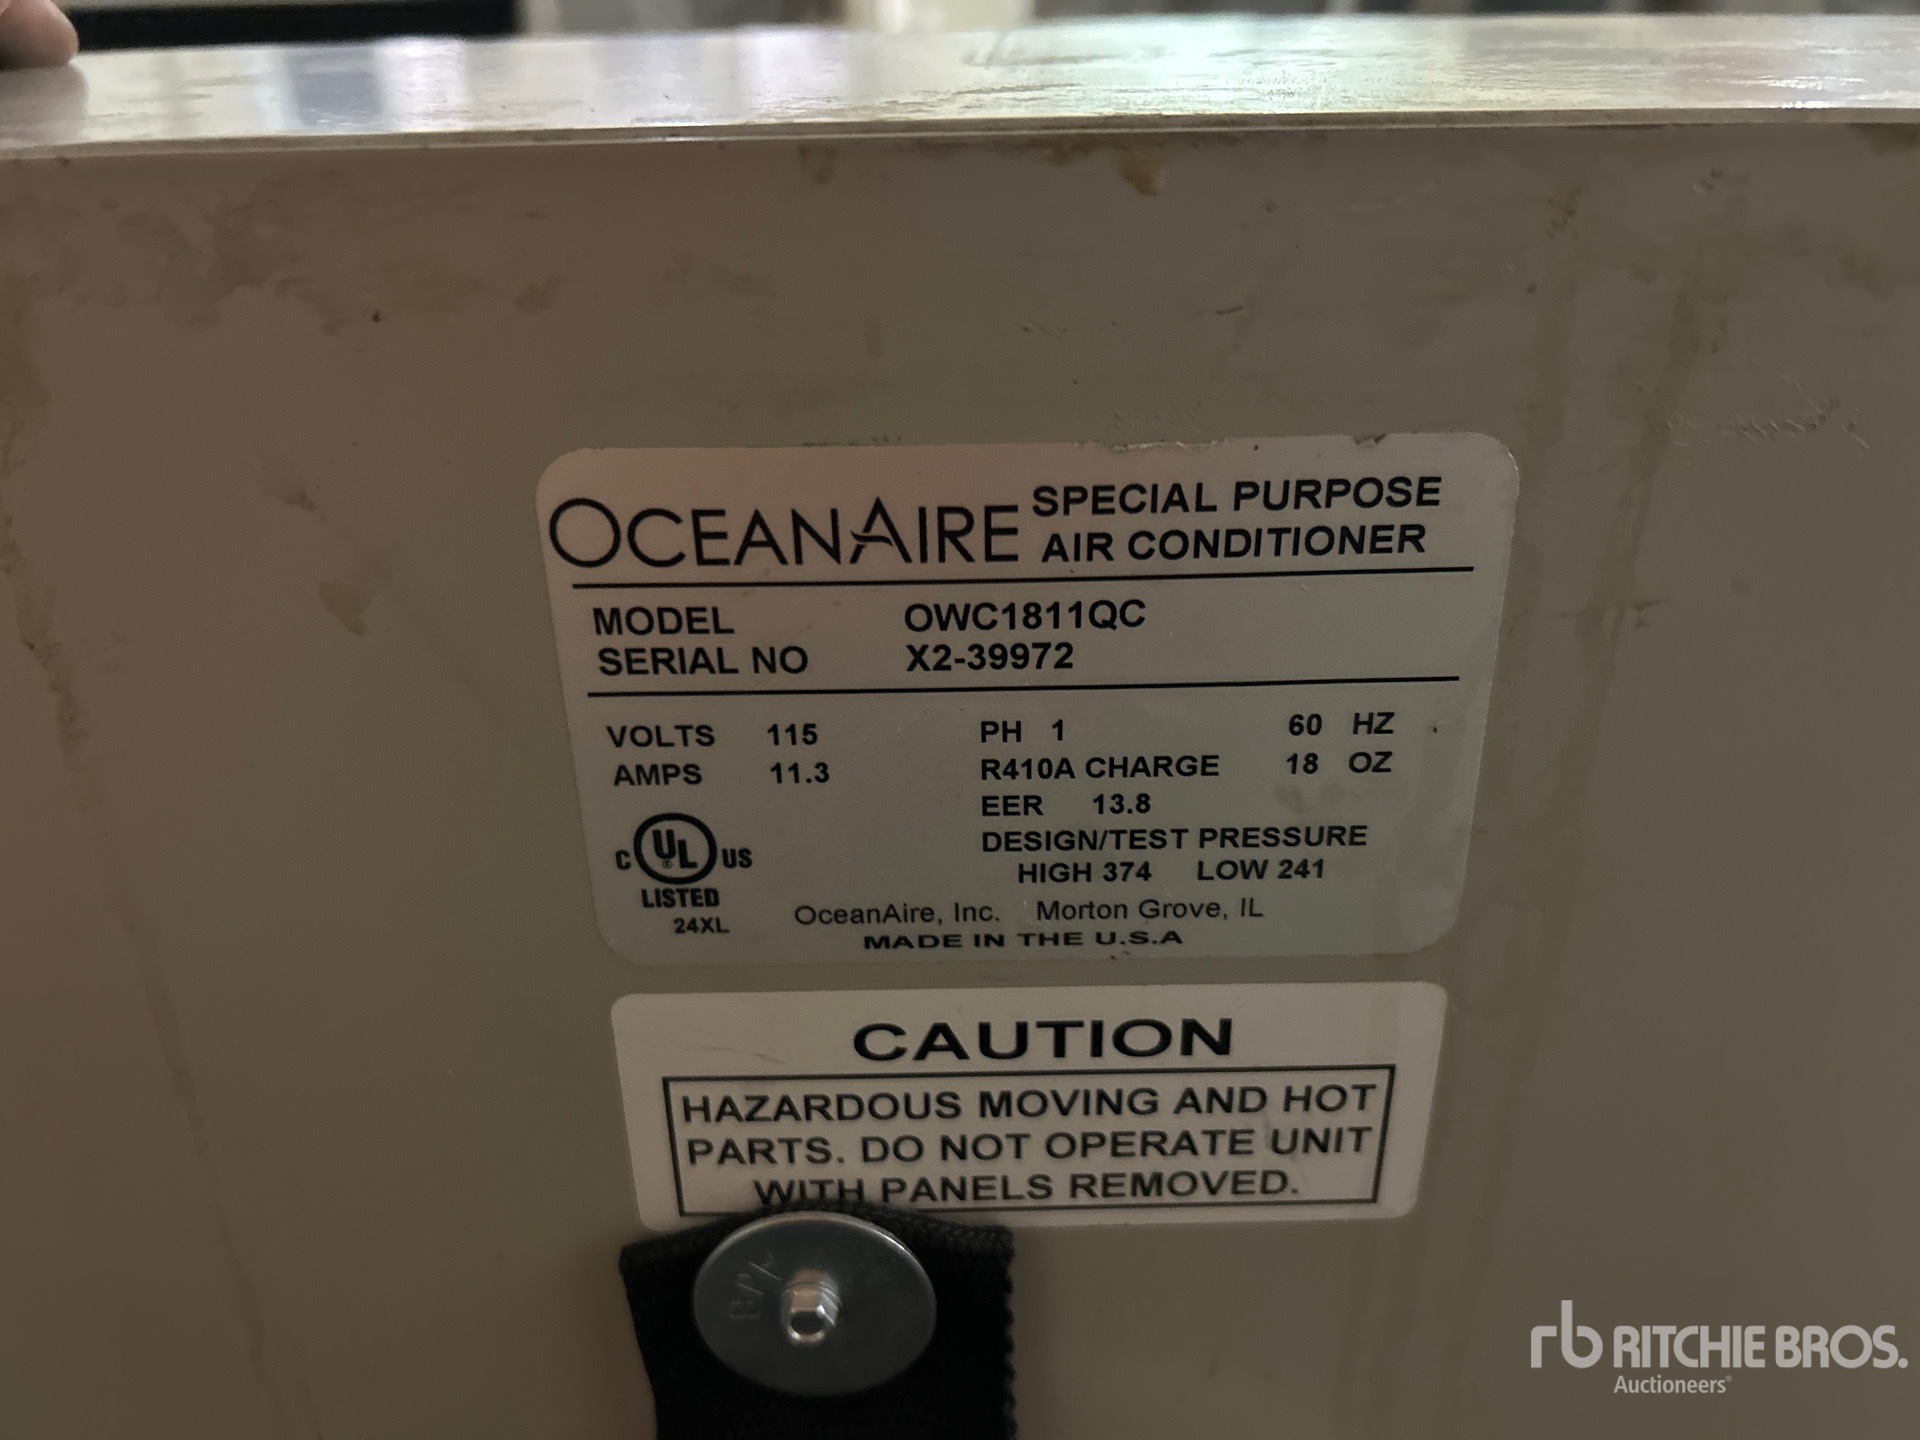 OCEANAIRE SPECIAL PURPOSE
AIR CONDITIONER
MODEL OWC1811QC
SERIAL NO X2-39972
VOLTS 115 PH 1 60 HZ
AMPS 11.3 R410A CHARGE 18 OZ
EER 13.8
DESIGN/TEST PRESSURE
HIGH 374 LOW 241
C UL® US
LISTED
24XL
OceanAire, Inc. Morton Grove, IL
MADE IN THE U.S.A
CAUTION
HAZARDOUS MOVING AND HOT
PARTS. DO NOT OPERATE UNIT
WITH PANELS REMOVED.
rb RITCHIE BROS.
Auctioneers®